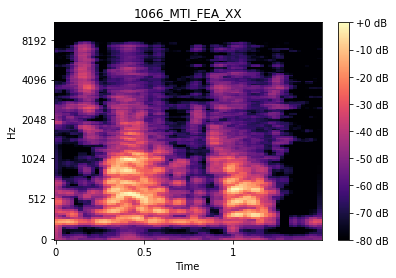 1066_MTI_FEA_XX
Hz
8192
4096
2048
1024
512
0
0
0.5
1
Time
+0 dB
-10 dB
-20 dB
-30 dB
-40 dB
-50 dB
-60 dB
-70 dB
-80 dB